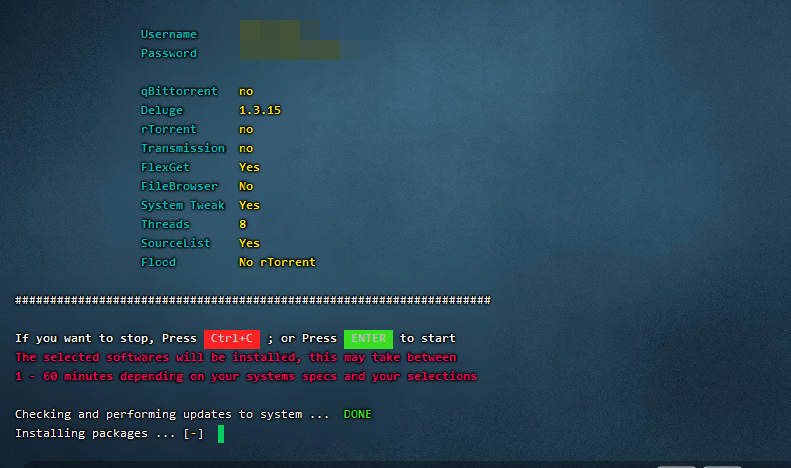 Username
Password
qBittorrent no
Deluge 1.3.15
rTorrent no
Transmission no
FlexGet Yes
FileBrowser No
System Tweak Yes
Threads 8
SourceList Yes
Flood No rTorrent
####################################################################
If you want to stop, Press Ctrl+C ; or Press ENTER to start
The selected softwares will be installed, this may take between
1 - 60 minutes depending on your systems specs and your selections
Checking and performing updates to system ... DONE
Installing packages ... [-]